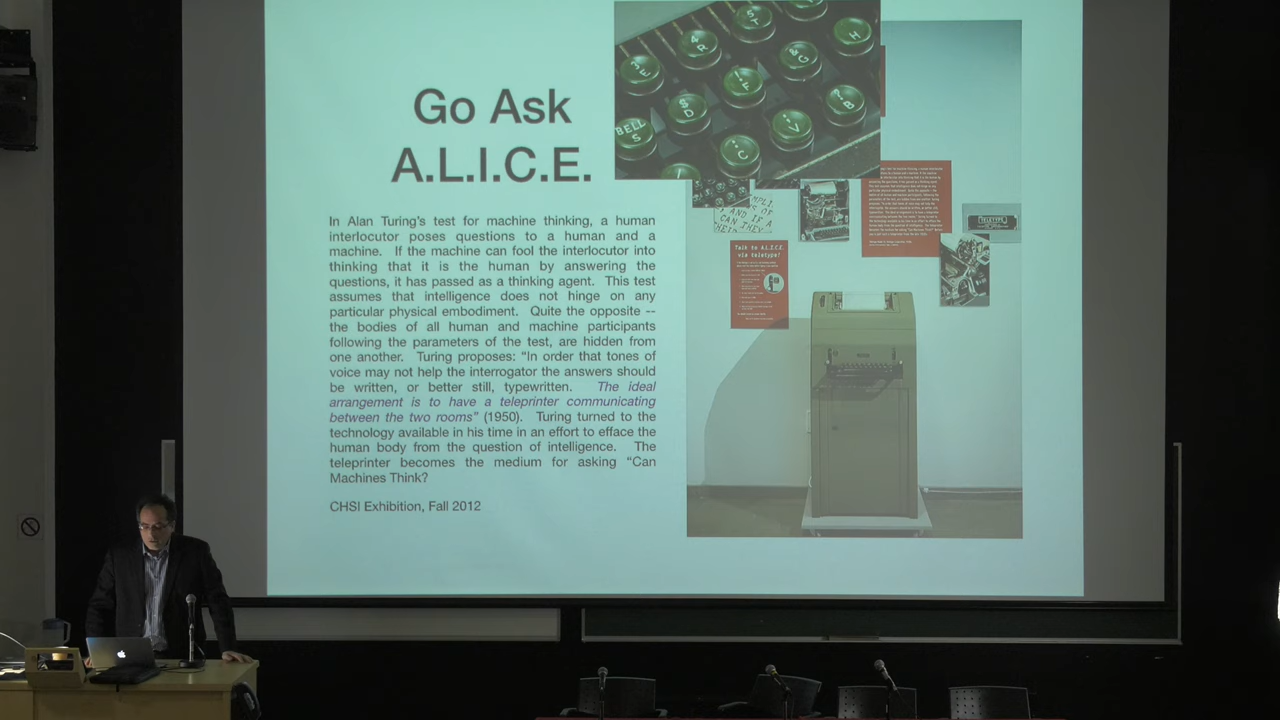 Go Ask
A.L.I.C.E.
In Alan Turing's test for machine thinking, a human
interlocutor poses questions to a human and a
machine. If the machine can fool the interlocutor into
thinking that it is the human by answering the
questions, it has passed as a thinking agent. This test
assumes that intelligence does not hinge on any
particular physical embodiment. Quite the opposite --
the bodies of all human and machine participants
following the parameters of the test, are hidden from
one another. Turing proposes: "In order that tones of
voice may not help the interrogator the answers should
be written, or better still, typewritten. The ideal
arrangement is to have a teleprinter communicating
between the two rooms" (1950). Turing turned to the
technology available in his time in an effort to efface the
human body from the question of intelligence. The
teleprinter becomes the medium for asking "Can
Machines Think?
CHSI Exhibition, Fall 2012
4
R
H
&
G
F
$
D
?
B
BELL
S
V
C
AND IF A
CAN THEY
TELETYPE
Talk to A.L.I.C.E.
via teletype!